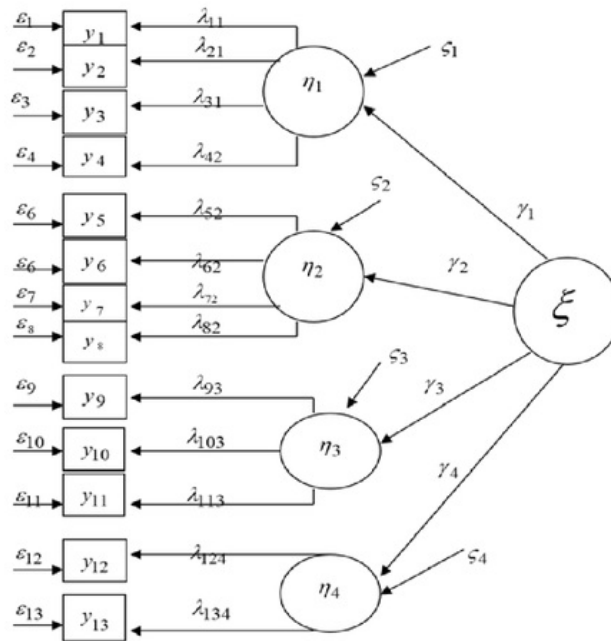 ε1 y1 λ11
ε2 y2 λ21
η1 ς1
ε3 y3 λ31
ε4 y4 λ42
γ1
ε6 y5 λ52
ς2
ε6 y6 λ62
η2 γ2
ε7 y7 λ72
ε8 y8 λ82
ξ
ε9 y9 λ93
ς3
γ3
ε10 y10 λ103
η3
γ4
ε11 y11 λ113
ε12 y12 λ124
ς4
η4
ε13 y13 λ134